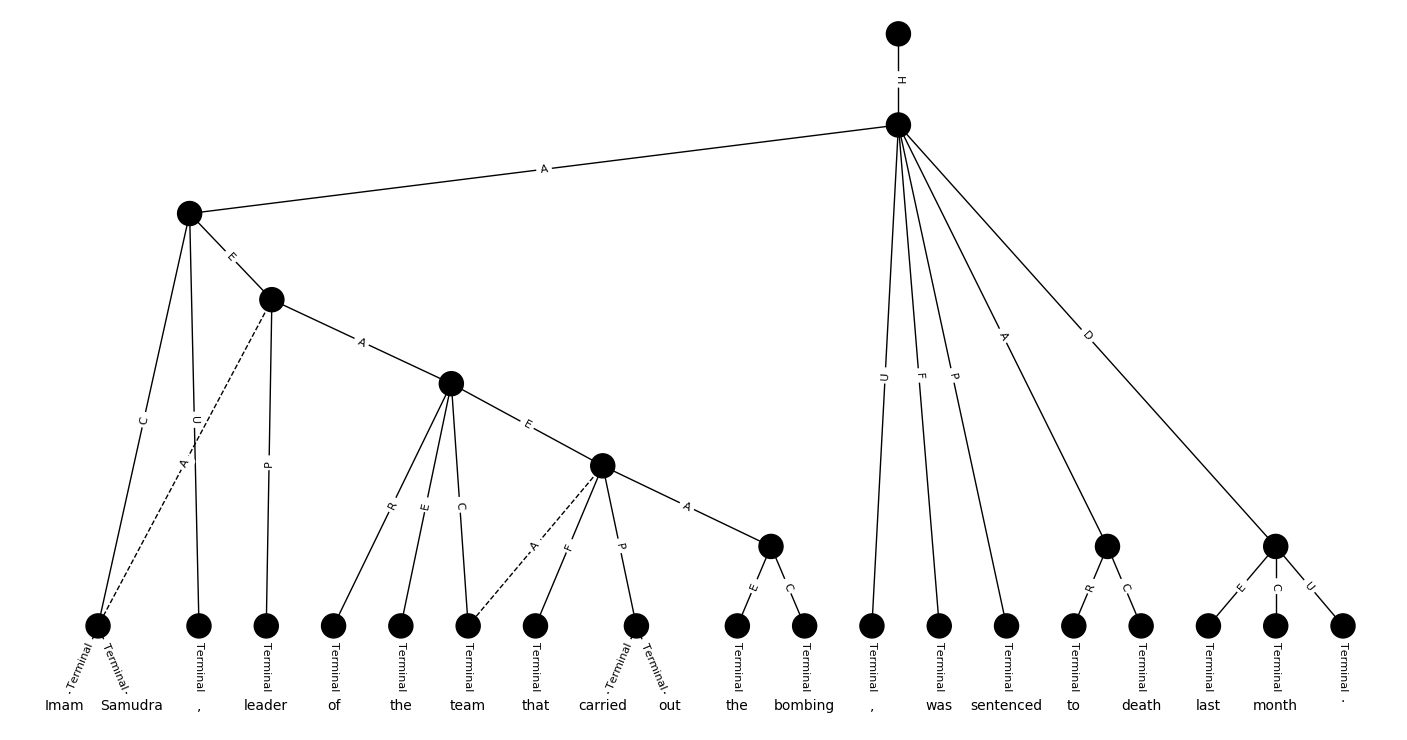 H
A
E
A
U
F
P
A
D
C
U
A
P
E
R
E
C
A
F
P
A
E
C
R
C
E
C
U
Terminal Terminal Terminal Terminal Terminal Terminal Terminal Terminal Terminal Terminal Terminal Terminal Terminal Terminal Terminal Terminal Terminal Terminal Terminal Terminal
Imam Samudra , leader of the team that carried out the bombing , was sentenced to death last month .